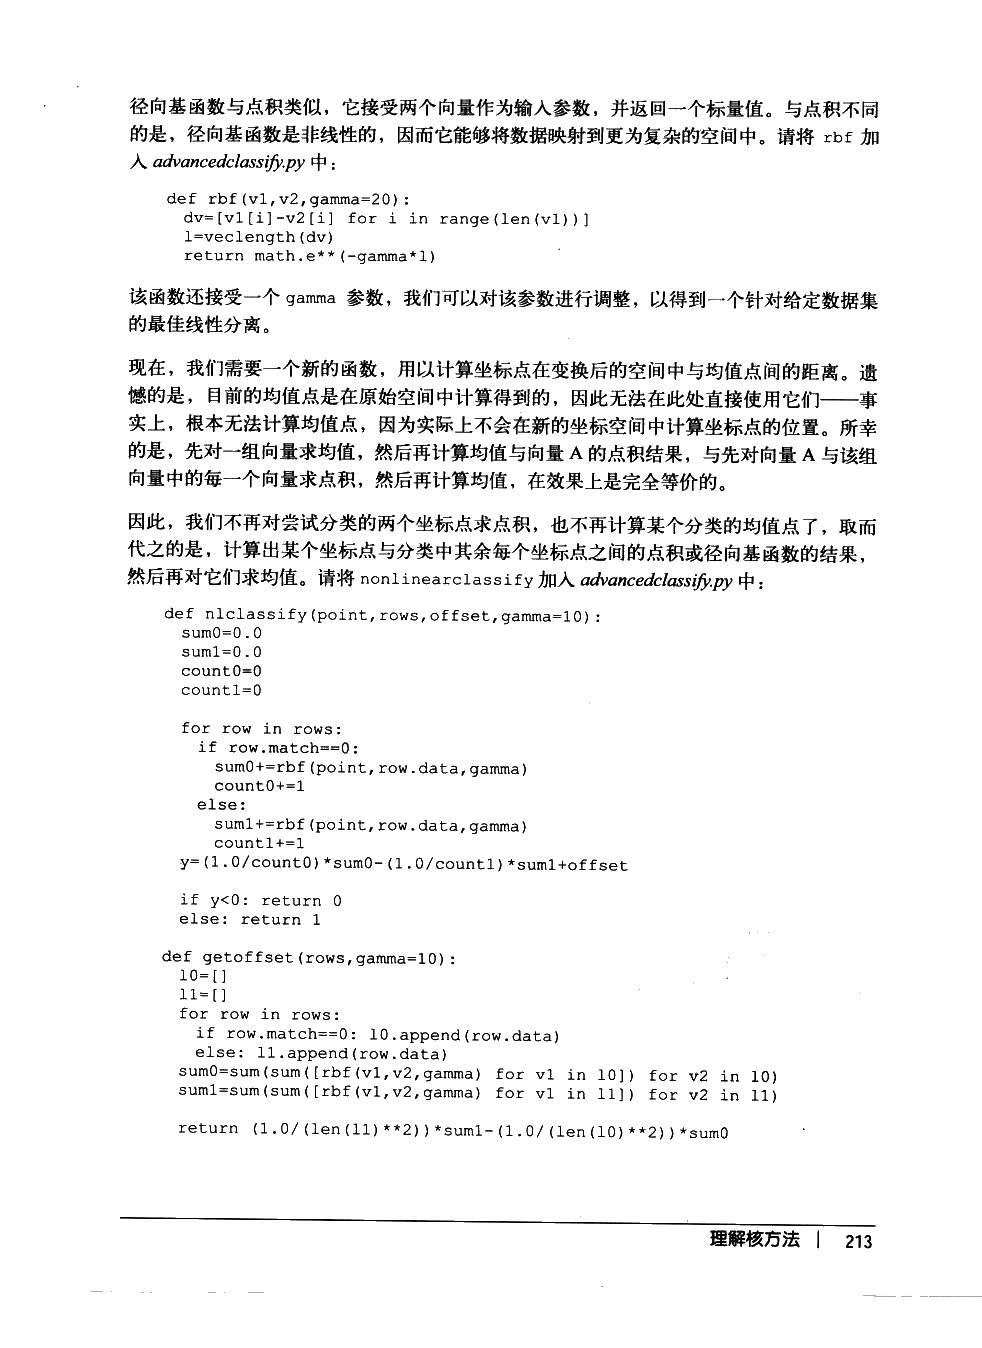 径向基函数与点积类似，它接受两个向量作为输入参数，并返回一个标量值。与点积不同
的是，径向基函数是非线性的，因而它能够将数据映射到更为复杂的空间中。请将 rbf 加
入 advancedclassify.py 中：
def rbf(v1,v2,gamma=20):
  dv=[v1[i]-v2[i] for i in range(len(v1))]
  l=veclength(dv)
  return math.e**(-gamma*l)
该函数还接受一个 gamma 参数，我们可以对该参数进行调整，以得到一个针对给定数据集
的最佳线性分离。
现在，我们需要一个新的函数，用以计算坐标点在变换后的空间中与均值点间的距离。遗
憾的是，目前的均值点是在原始空间中计算得到的，因此无法在此处直接使用它们——事
实上，根本无法计算均值点，因为实际上不会在新的坐标空间中计算坐标点的位置。所幸
的是，先对一组向量求均值，然后再计算均值与向量 A 的点积结果，与先对向量 A 与该组
向量中的每一个向量求点积，然后再计算均值，在效果上是完全等价的。
因此，我们不再对尝试分类的两个坐标点求点积，也不再计算某个分类的均值点了，取而
代之的是，计算出某个坐标点与分类中其余每个坐标点之间的点积或径向基函数的结果，
然后再对它们求均值。请将 nonlinearclassify 加入 advancedclassify.py 中：
def nlclassify(point,rows,offset,gamma=10):
  sum0=0.0
  sum1=0.0
  count0=0
  count1=0
  for row in rows:
    if row.match==0:
      sum0+=rbf(point,row.data,gamma)
      count0+=1
    else:
      sum1+=rbf(point,row.data,gamma)
      count1+=1
  y=(1.0/count0)*sum0-(1.0/count1)*sum1+offset
  if y<0: return 0
  else: return 1
def getoffset(rows,gamma=10):
  l0=[]
  l1=[]
  for row in rows:
    if row.match==0: l0.append(row.data)
    else: l1.append(row.data)
  sum0=sum(sum([rbf(v1,v2,gamma) for v1 in l0]) for v2 in l0)
  sum1=sum(sum([rbf(v1,v2,gamma) for v1 in l1]) for v2 in l1)
  return (1.0/(len(l1)**2))*sum1-(1.0/(len(l0)**2))*sum0
理解核方法 | 213